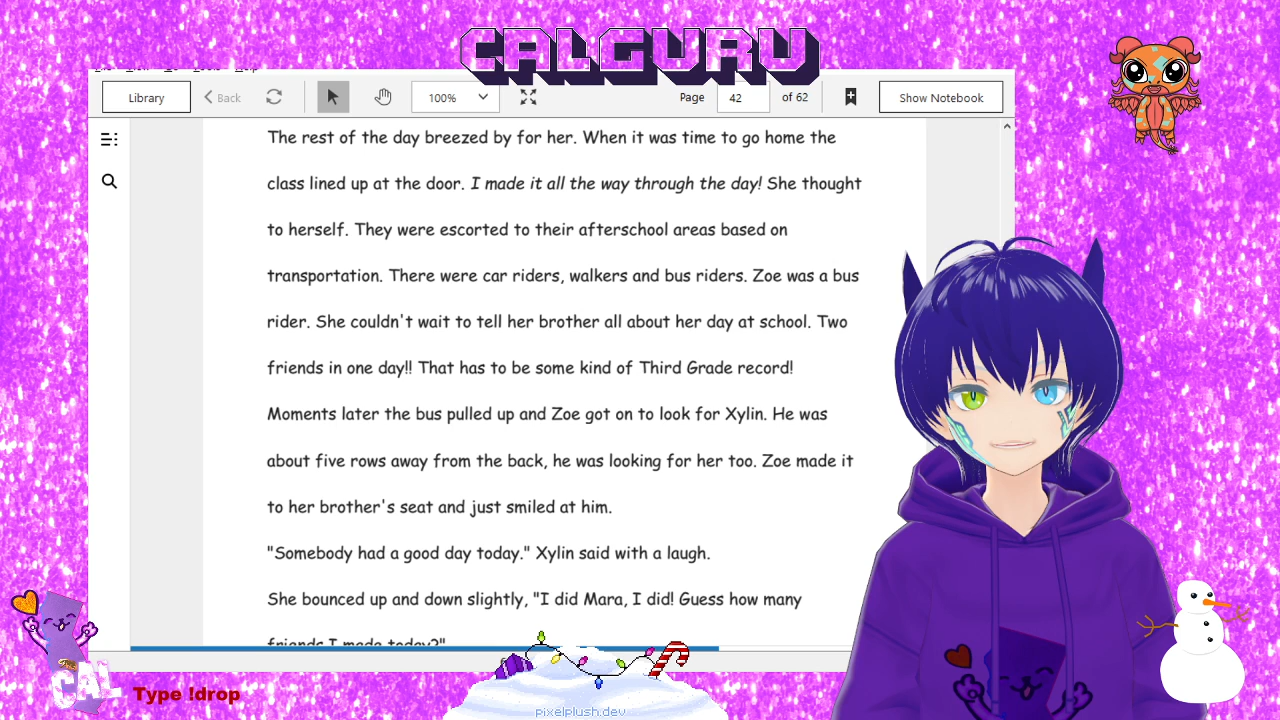 CALGURU
Library
Back
100%
Page
42
of 62
Show Notebook
The rest of the day breezed by for her. When it was time to go home the
class lined up at the door. I made it all the way through the day! She thought
to herself. They were escorted to their afterschool areas based on
transportation. There were car riders, walkers and bus riders. Zoe was a bus
rider. She couldn't wait to tell her brother all about her day at school. Two
friends in one day!! That has to be some kind of Third Grade record!
Moments later the bus pulled up and Zoe got on to look for Xylin. He was
about five rows away from the back, he was looking for her too. Zoe made it
to her brother's seat and just smiled at him.
"Somebody had a good day today." Xylin said with a laugh.
She bounced up and down slightly, "I did Mara, I did! Guess how many
friends I made today?"
CAL
Type !drop
pixelplush.dev